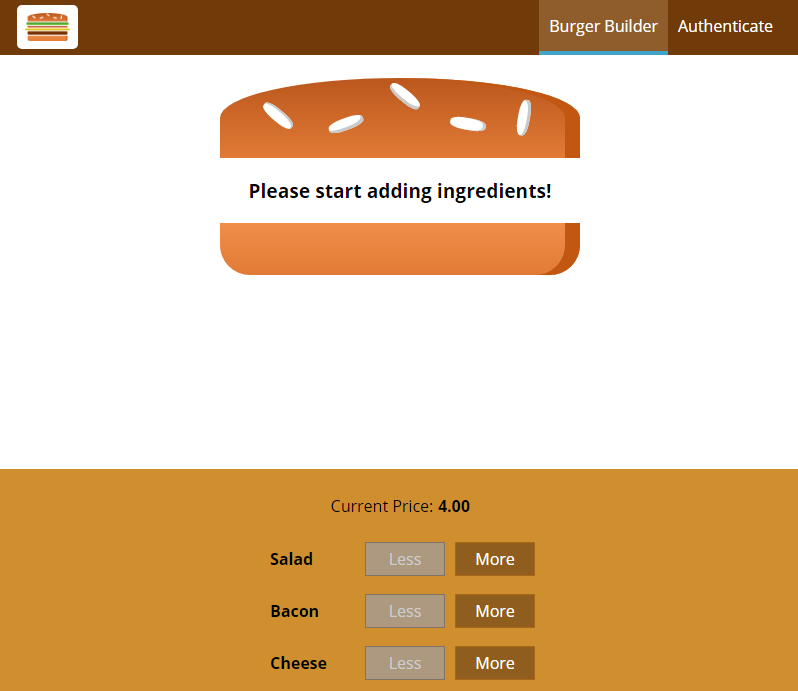 Burger Builder Authenticate
Please start adding ingredients!
Current Price: 4.00
Salad Less More
Bacon Less More
Cheese Less More